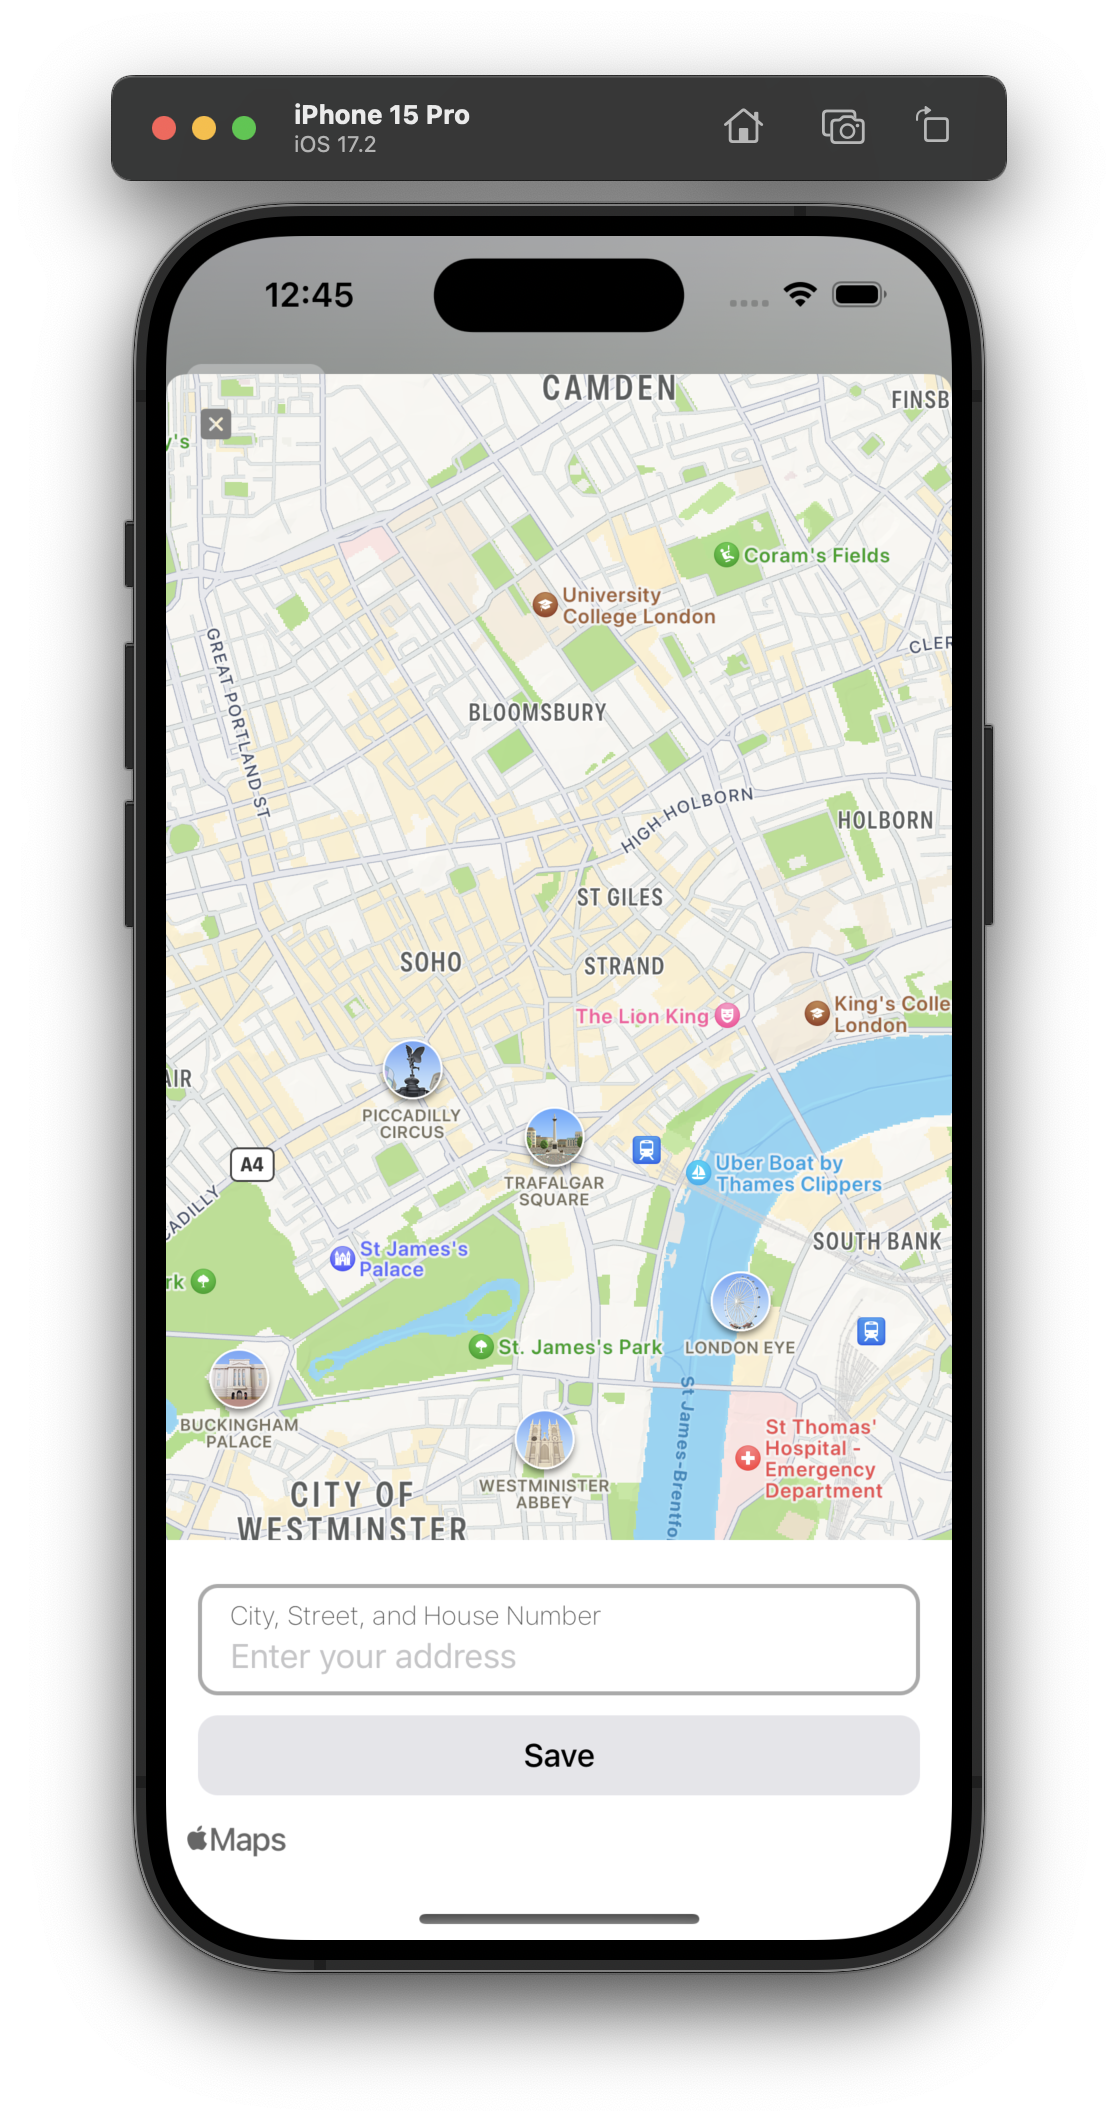 iPhone 15 Pro
iOS 17.2
12:45
CAMDEN
FINSB
y's
Coram's Fields
University
College London
CLER
GREAT PORTLAND ST
BLOOMSBURY
HIGH HOLBORN
HOLBORN
ST GILES
SOHO
STRAND
The Lion King
King's Colle
London
AIR
PICCADILLY
CIRCUS
TRAFALGAR
SQUARE
A4
Uber Boat by
Thames Clippers
CADILLY
SOUTH BANK
St James's
Palace
rk
St. James's Park
LONDON EYE
BUCKINGHAM
PALACE
St James-Brentfo
St Thomas'
Hospital -
Emergency
Department
WESTMINISTER
ABBEY
CITY OF
WESTMINSTER
City, Street, and House Number
Enter your address
Save
Maps